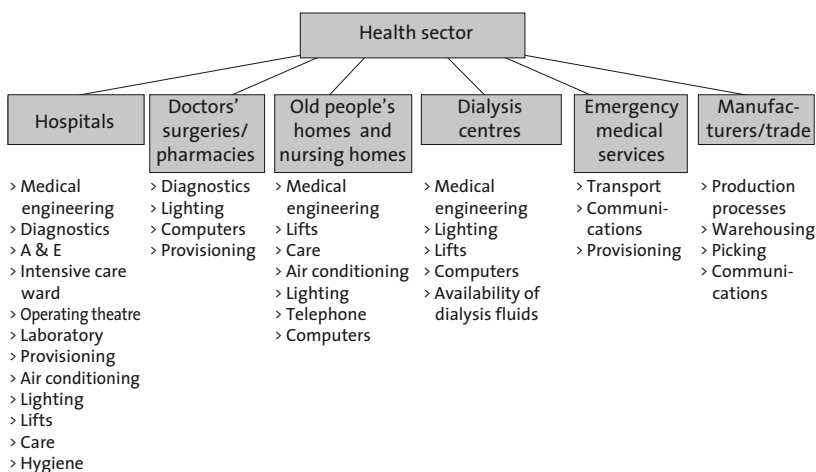 Health sector
Hospitals
> Medical
engineering
> Diagnostics
> A & E
> Intensive care
ward
> Operating theatre
> Laboratory
> Provisioning
> Air conditioning
> Lighting
> Lifts
> Care
> Hygiene
Doctors'
surgeries/
pharmacies
> Diagnostics
> Lighting
> Computers
> Provisioning
Old people's
homes and
nursing homes
> Medical
engineering
> Lifts
> Care
> Air conditioning
> Lighting
> Telephone
> Computers
Dialysis
centres
> Medical
engineering
> Lighting
> Lifts
> Computers
> Availability of
dialysis fluids
Emergency
medical
services
> Transport
> Communi-
cations
> Provisioning
Manufac-
turers/trade
> Production
processes
> Warehousing
> Picking
> Communi-
cations